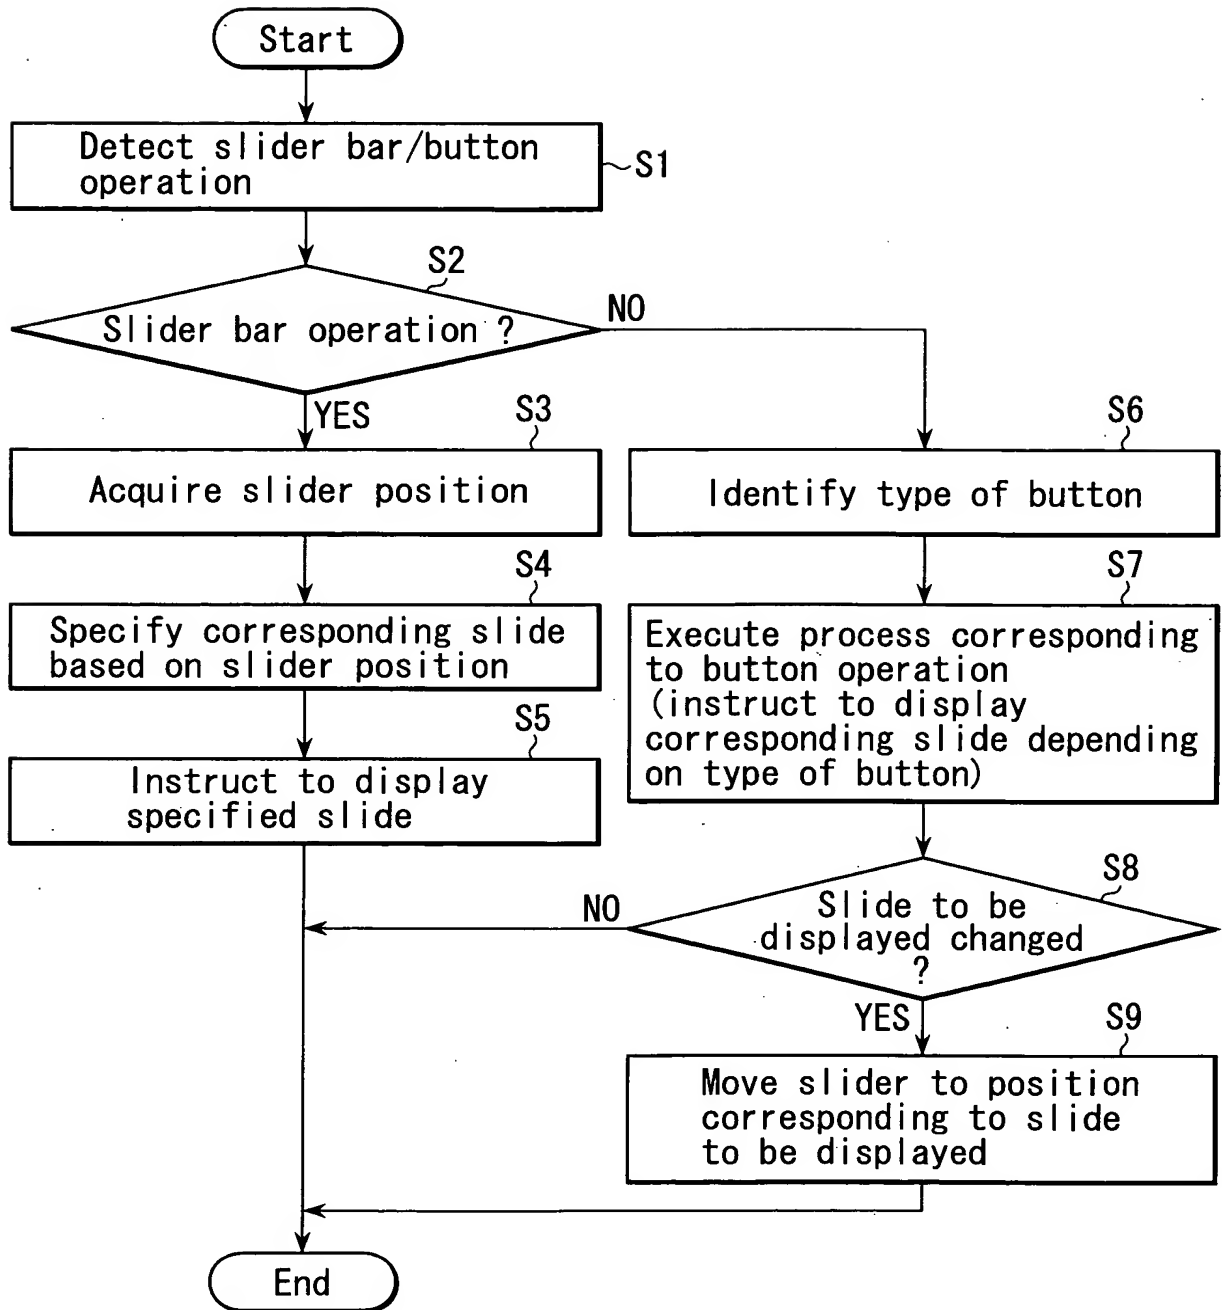 Start
Detect slider bar/button
operation
S1
S2
Slider bar operation ?
NO
YES
S3
Acquire slider position
S6
Identify type of button
S4
Specify corresponding slide
based on slider position
S7
Execute process corresponding
to button operation
(instruct to display
corresponding slide depending
on type of button)
S5
Instruct to display
specified slide
S8
Slide to be
displayed changed
?
NO
YES
S9
Move slider to position
corresponding to slide
to be displayed
End